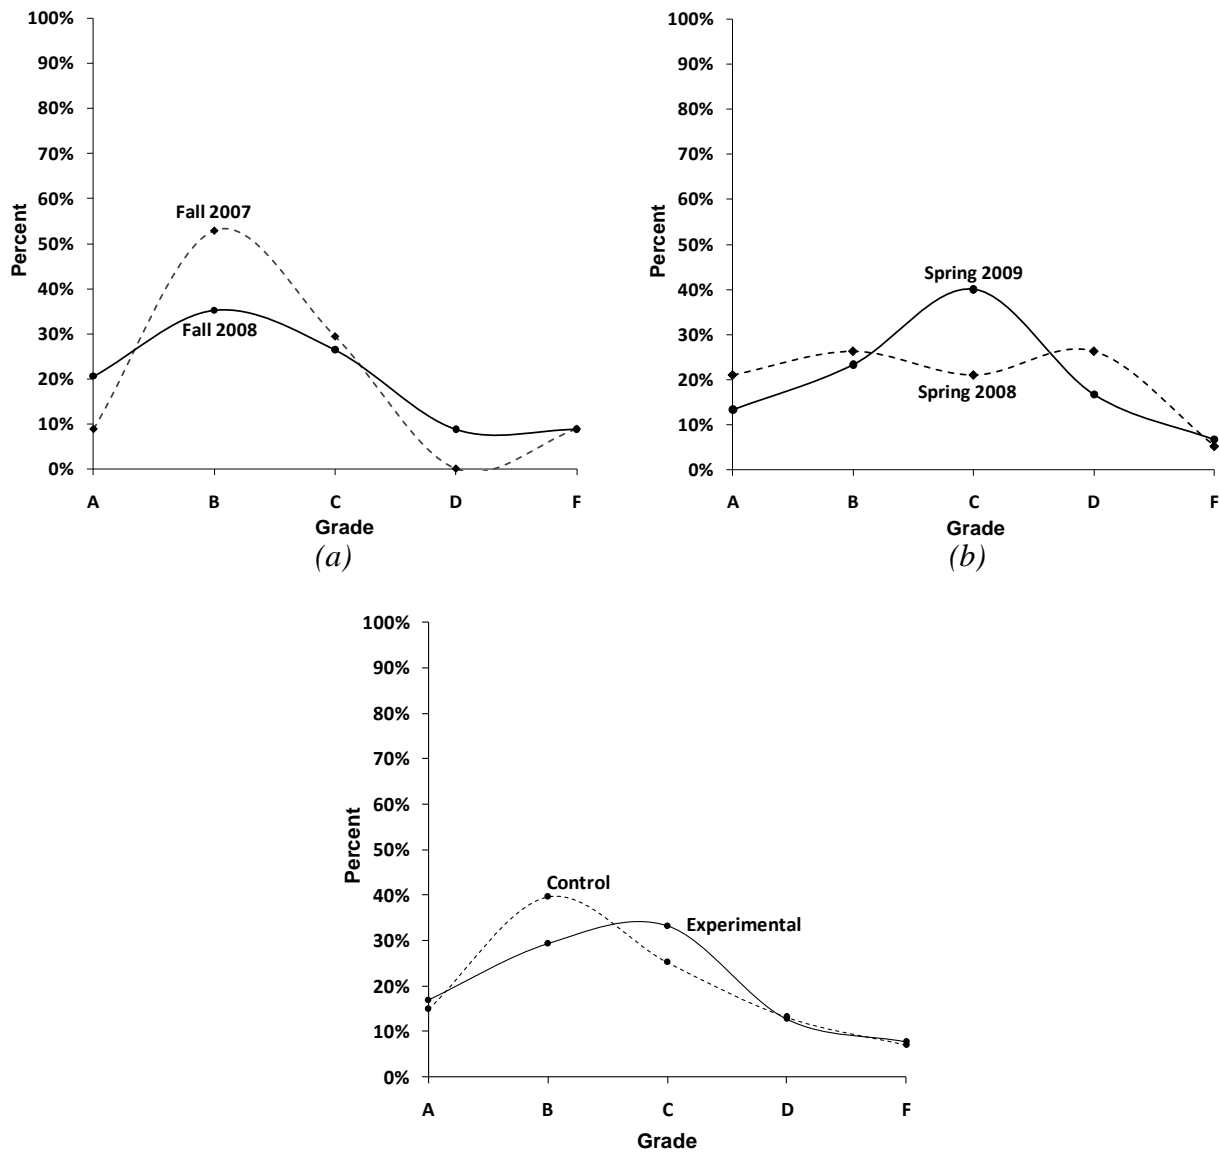 100%
90%
80%
70%
60%
50%
40%
30%
20%
10%
0%
Percent
Fall 2007
Fall 2008
A B C D F
Grade
(a)
100%
90%
80%
70%
60%
50%
40%
30%
20%
10%
0%
Percent
Spring 2009
Spring 2008
A B C D F
Grade
(b)
100%
90%
80%
70%
60%
50%
40%
30%
20%
10%
0%
Percent
Control
Experimental
A B C D F
Grade